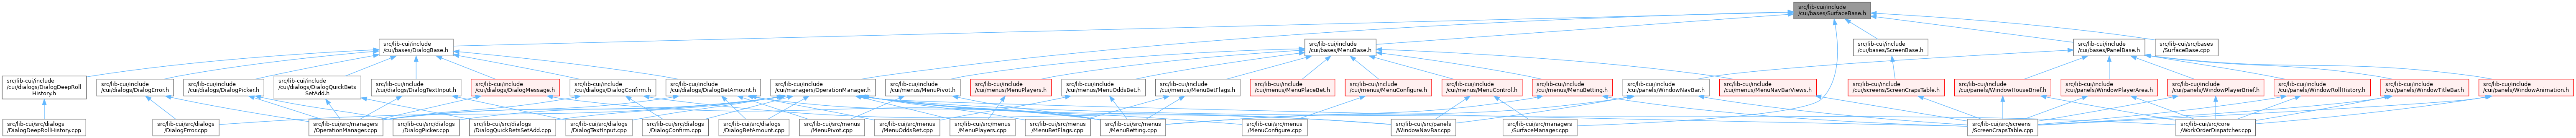 src/lib-cui/include
/cui/bases/SurfaceBase.h
src/lib-cui/include
/cui/bases/DialogBase.h
src/lib-cui/include
/cui/bases/MenuBase.h
src/lib-cui/include
/cui/bases/ScreenBase.h
src/lib-cui/include
/cui/bases/PanelBase.h
src/lib-cui/src/bases
/SurfaceBase.cpp
src/lib-cui/include
/cui/dialogs/DialogDeepRoll
History.h
src/lib-cui/include
/cui/dialogs/DialogError.h
src/lib-cui/include
/cui/dialogs/DialogPicker.h
src/lib-cui/include
/cui/dialogs/DialogQuickBets
SetAdd.h
src/lib-cui/include
/cui/dialogs/DialogTextInput.h
src/lib-cui/include
/cui/dialogs/DialogMessage.h
src/lib-cui/include
/cui/dialogs/DialogConfirm.h
src/lib-cui/include
/cui/dialogs/DialogBetAmount.h
src/lib-cui/include
/cui/managers/OperationManager.h
src/lib-cui/include
/cui/menus/MenuPivot.h
src/lib-cui/include
/cui/menus/MenuPlayers.h
src/lib-cui/include
/cui/menus/MenuOddsBet.h
src/lib-cui/include
/cui/menus/MenuBetFlags.h
src/lib-cui/include
/cui/menus/MenuPlaceBet.h
src/lib-cui/include
/cui/menus/MenuConfigure.h
src/lib-cui/include
/cui/menus/MenuControl.h
src/lib-cui/include
/cui/menus/MenuBetting.h
src/lib-cui/include
/cui/panels/WindowNavBar.h
src/lib-cui/include
/cui/menus/MenuNavBarViews.h
src/lib-cui/include
/cui/screens/ScreenCrapsTable.h
src/lib-cui/include
/cui/panels/WindowHouseBrief.h
src/lib-cui/include
/cui/panels/WindowPlayerArea.h
src/lib-cui/include
/cui/panels/WindowPlayerBrief.h
src/lib-cui/include
/cui/panels/WindowRollHistory.h
src/lib-cui/include
/cui/panels/WindowTitleBar.h
src/lib-cui/include
/cui/panels/WindowAnimation.h
src/lib-cui/src/dialogs
/DialogDeepRollHistory.cpp
src/lib-cui/src/dialogs
/DialogError.cpp
src/lib-cui/src/managers
/OperationManager.cpp
src/lib-cui/src/dialogs
/DialogPicker.cpp
src/lib-cui/src/dialogs
/DialogQuickBetsSetAdd.cpp
src/lib-cui/src/dialogs
/DialogTextInput.cpp
src/lib-cui/src/dialogs
/DialogConfirm.cpp
src/lib-cui/src/dialogs
/DialogBetAmount.cpp
src/lib-cui/src/menus
/MenuPivot.cpp
src/lib-cui/src/menus
/MenuOddsBet.cpp
src/lib-cui/src/menus
/MenuPlayers.cpp
src/lib-cui/src/menus
/MenuBetFlags.cpp
src/lib-cui/src/menus
/MenuBetting.cpp
src/lib-cui/src/menus
/MenuConfigure.cpp
src/lib-cui/src/panels
/WindowNavBar.cpp
src/lib-cui/src/managers
/SurfaceManager.cpp
src/lib-cui/src/screens
/ScreenCrapsTable.cpp
src/lib-cui/src/core
/WorkOrderDispatcher.cpp